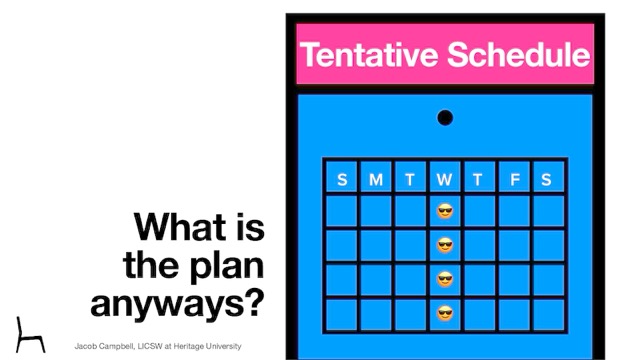 Tentative Schedule
S M T W T F S
😎
😎
😎
😎
What is
the plan
anyways?
Jacob Campbell, LICSW at Heritage University